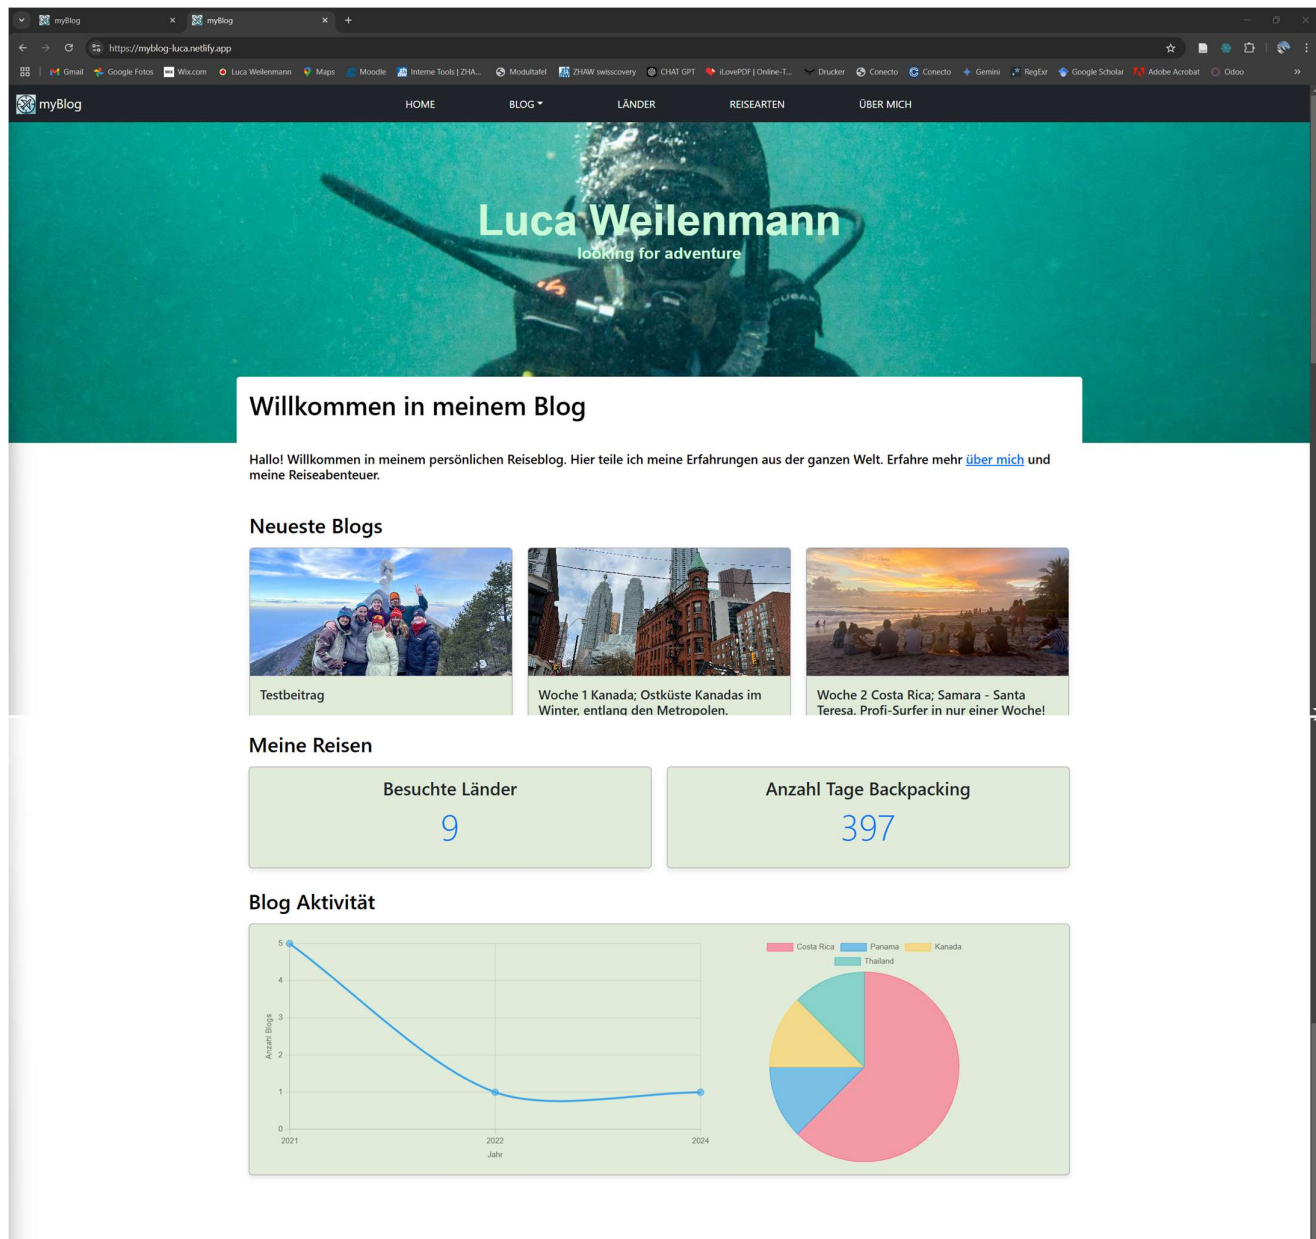 myBlog
myBlog
https://myblog-luca.netlify.app
Gmail
Google Fotos
WIX
Wix.com
Luca Weilenmann
Maps
Moodle
Interne Tools | ZHA...
Modultafel
ZHAW swisscovery
CHAT GPT
iLovePDF | Online-T...
Drucker
Conecto
Conecto
Gemini
RegExr
Google Scholar
Adobe Acrobat
Odoo
»
myBlog
HOME
BLOG
LÄNDER
REISEARTEN
ÜBER MICH
Luca Weilenmann
looking for adventure
Willkommen in meinem Blog
Hallo! Willkommen in meinem persönlichen Reiseblog. Hier teile ich meine Erfahrungen aus der ganzen Welt. Erfahre mehr über mich und
meine Reiseabenteuer.
Neueste Blogs
Testbeitrag
Woche 1 Kanada; Ostküste Kanadas im
Winter, entlang den Metropolen.
Woche 2 Costa Rica; Samara - Santa
Teresa. Profi-Surfer in nur einer Woche!
Meine Reisen
Besuchte Länder
9
Anzahl Tage Backpacking
397
Blog Aktivität
5
4
3
2
1
0
Anzahl Blogs
2021
2022
2024
Jahr
Costa Rica
Panama
Kanada
Thailand